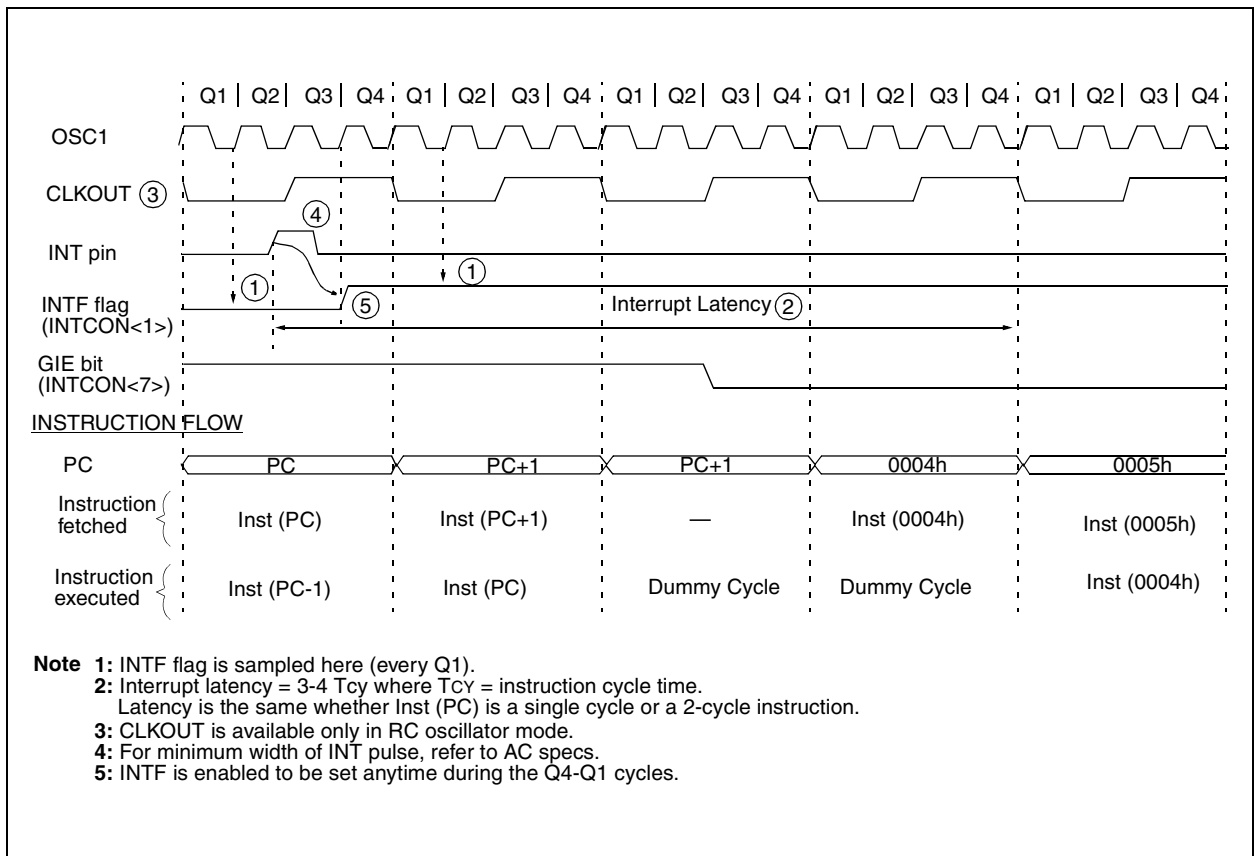 Q1 | Q2 | Q3 | Q4 Q1 | Q2 | Q3 | Q4 Q1 | Q2 | Q3 | Q4 Q1 | Q2 | Q3 | Q4 Q1 | Q2 | Q3 | Q4
OSC1
CLKOUT 3
4
INT pin
1 1
INTF flag
(INTCON<1>)
5 Interrupt Latency 2
GIE bit
(INTCON<7>)
INSTRUCTION FLOW
PC PC PC+1 PC+1 0004h 0005h
Instruction
fetched
Inst (PC) Inst (PC+1) — Inst (0004h) Inst (0005h)
Instruction
executed
Inst (PC-1) Inst (PC) Dummy Cycle Dummy Cycle Inst (0004h)
Note 1: INTF flag is sampled here (every Q1).
2: Interrupt latency = 3-4 Tcy where TCY = instruction cycle time.
Latency is the same whether Inst (PC) is a single cycle or a 2-cycle instruction.
3: CLKOUT is available only in RC oscillator mode.
4: For minimum width of INT pulse, refer to AC specs.
5: INTF is enabled to be set anytime during the Q4-Q1 cycles.